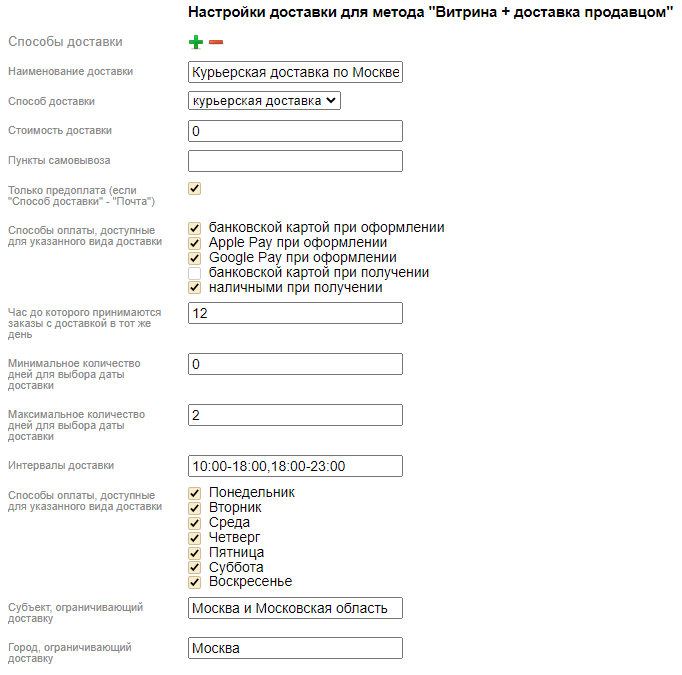 Настройки доставки для метода "Витрина + доставка продавцом"
Способы доставки
Наименование доставки
Курьерская доставка по Москве
Способ доставки
курьерская доставка
Стоимость доставки
0
Пункты самовывоза
Только предоплата (если
"Способ доставки" - "Почта")
Способы оплаты, доступные
для указанного вида доставки
банковской картой при оформлении
Apple Pay при оформлении
Google Pay при оформлении
банковской картой при получении
наличными при получении
Час до которого принимаются
заказы с доставкой в тот же
день
12
Минимальное количество
дней для выбора даты
доставки
0
Максимальное количество
дней для выбора даты
доставки
2
Интервалы доставки
10:00-18:00,18:00-23:00
Способы оплаты, доступные
для указанного вида доставки
Понедельник
Вторник
Среда
Четверг
Пятница
Суббота
Воскресенье
Субъект, ограничивающий
доставку
Москва и Московская область
Город, ограничивающий
доставку
Москва